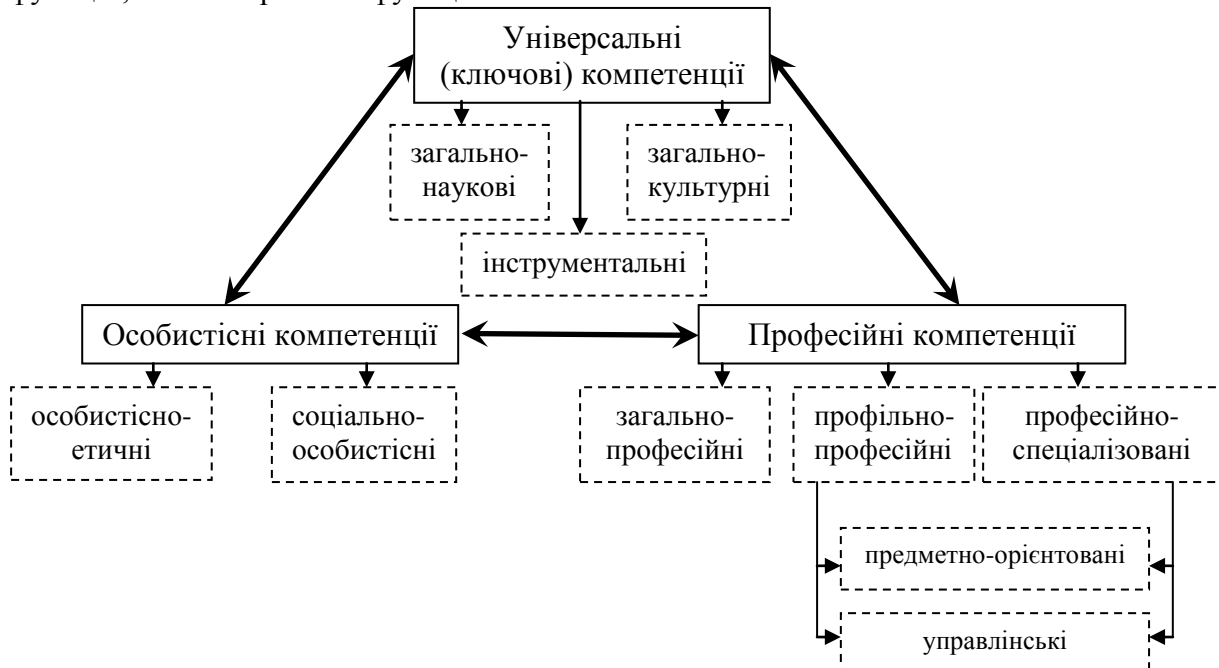 Універсальні
(ключові) компетенції
загально-
наукові
загально-
культурні
інструментальні
Особистісні компетенції
Професійні компетенції
особистісно-
етичні
соціально-
особистісні
загально-
професійні
профільно-
професійні
професійно-
спеціалізовані
предметно-орієнтовані
управлінські